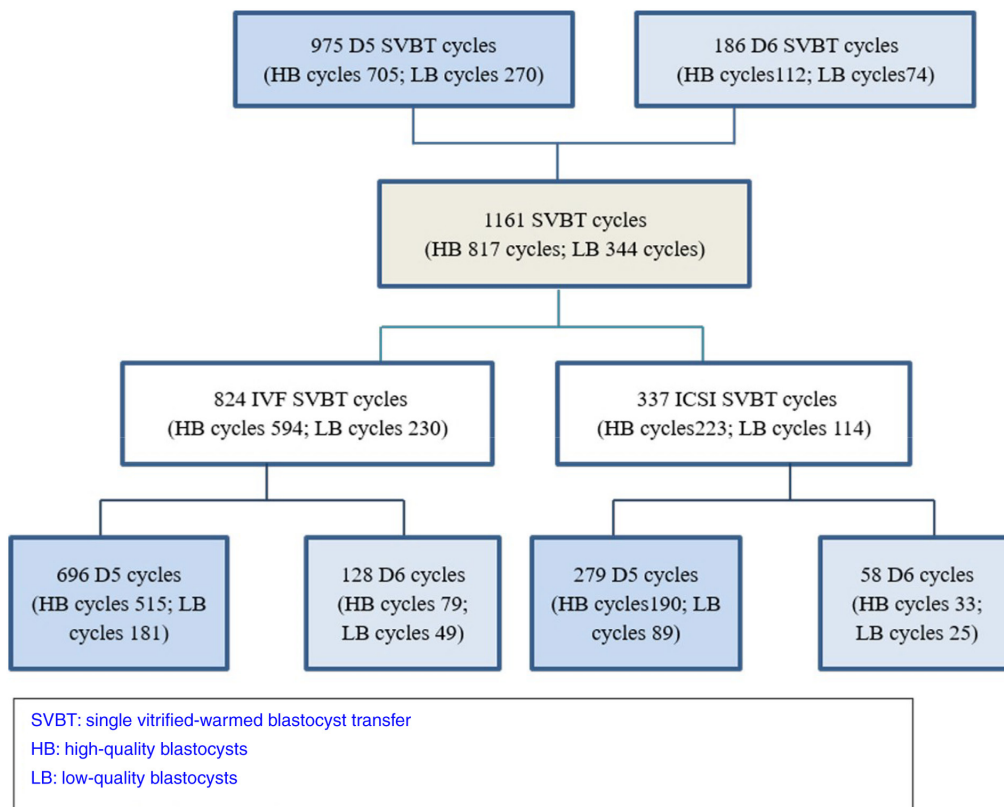 975 D5 SVBT cycles
(HB cycles 705; LB cycles 270)
186 D6 SVBT cycles
(HB cycles112; LB cycles74)
1161 SVBT cycles
(HB 817 cycles; LB 344 cycles)
824 IVF SVBT cycles
(HB cycles 594; LB cycles 230)
337 ICSI SVBT cycles
(HB cycles223; LB cycles 114)
696 D5 cycles
(HB cycles 515; LB
cycles 181)
128 D6 cycles
(HB cycles 79;
LB cycles 49)
279 D5 cycles
(HB cycles190; LB
cycles 89)
58 D6 cycles
(HB cycles 33;
LB cycles 25)
SVBT: single vitrified-warmed blastocyst transfer
HB: high-quality blastocysts
LB: low-quality blastocysts